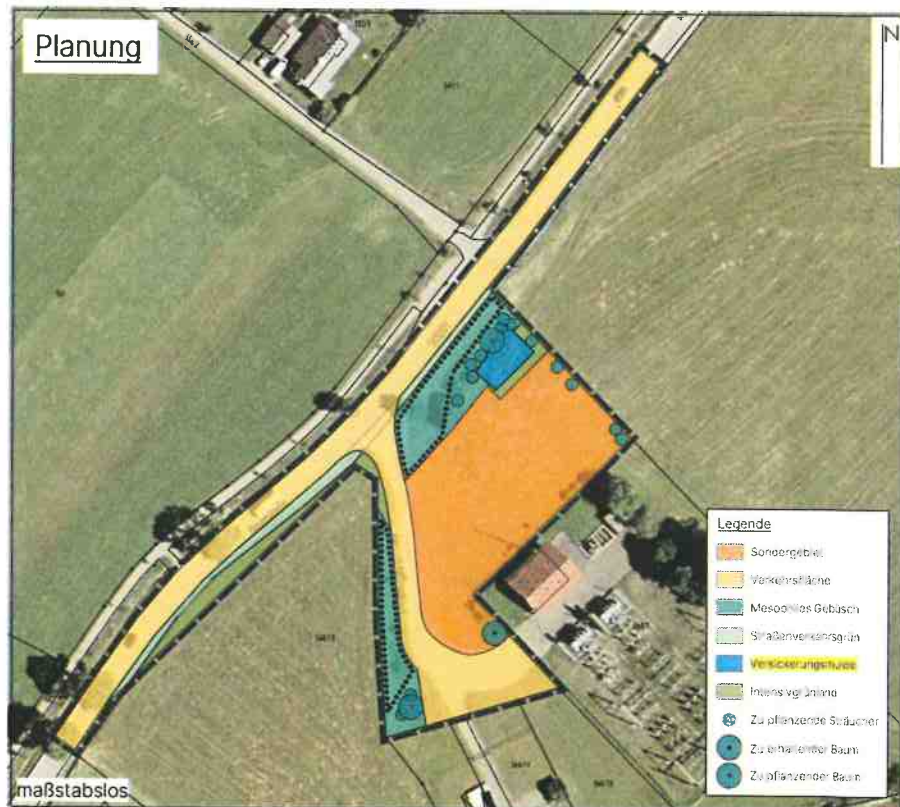 Planung
N
Legende
Sondergebiet
Verkehrsfläche
Mesophiles Gebüsch
Straßenverkehrsgrün
Versickerungsmulde
Intensivgrünland
Zu pflanzende Sträucher
Zu erhaltender Baum
Zu pflanzender Baum
maßstabslos